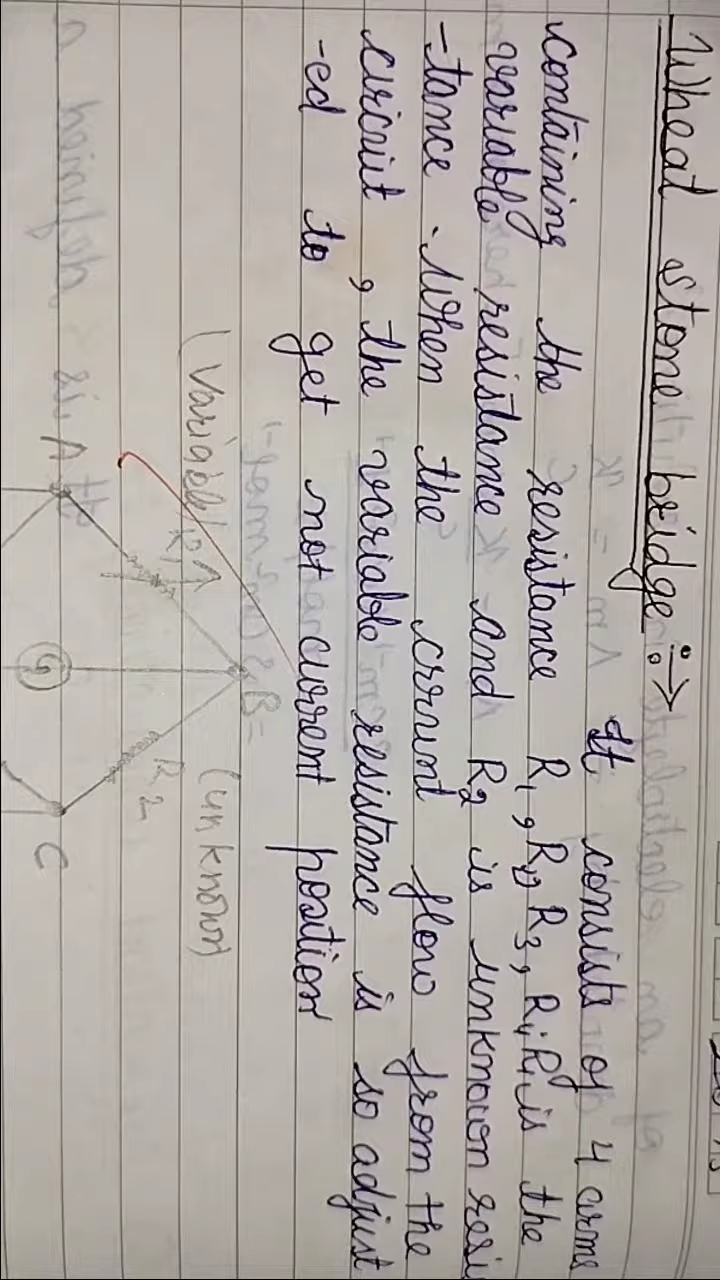 Wheat stone bridge :→
It consists of 4 arms
containing the resistance R1, R2, R3, R4. R1 is the
variable resistance and R2 is unknown resis
-tance . When the currunt flow from the
circuit , the variable resistance is so adjust
-ed to get not current position
(Variable)
(unknown)
B
R1
R2
A
G
C